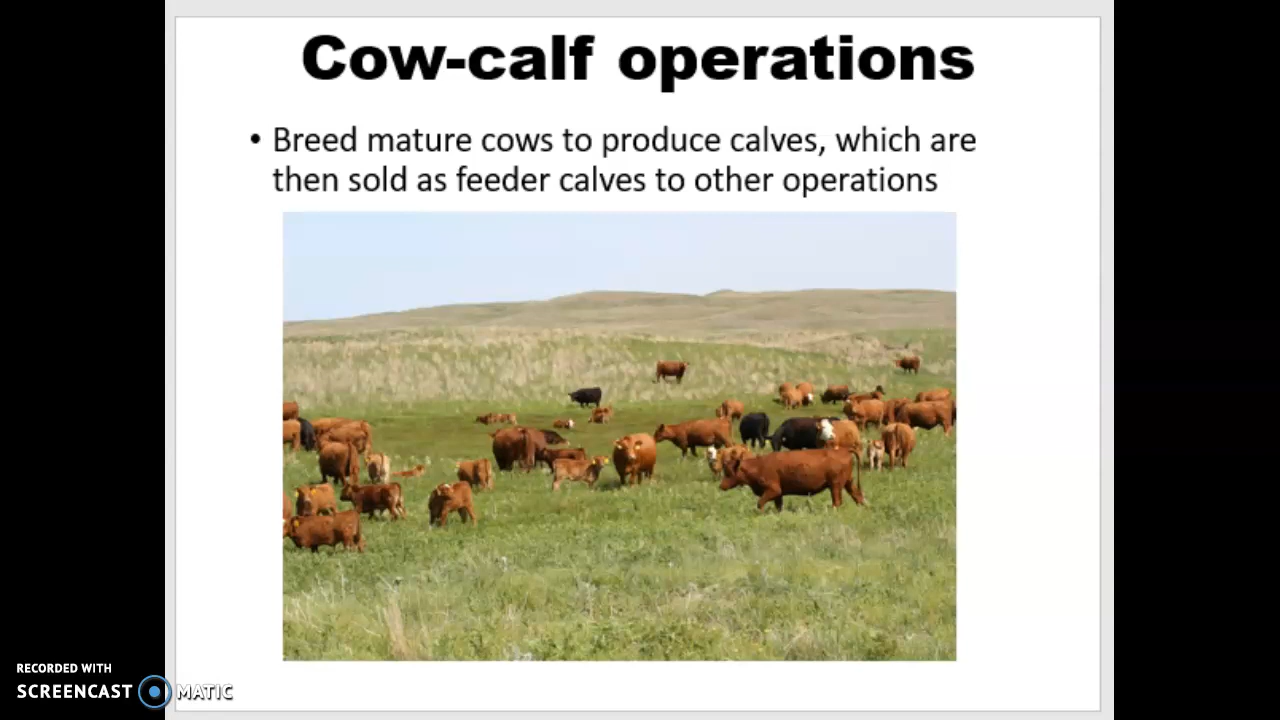 Cow-calf operations
• Breed mature cows to produce calves, which are
then sold as feeder calves to other operations
RECORDED WITH
SCREENCAST MATIC